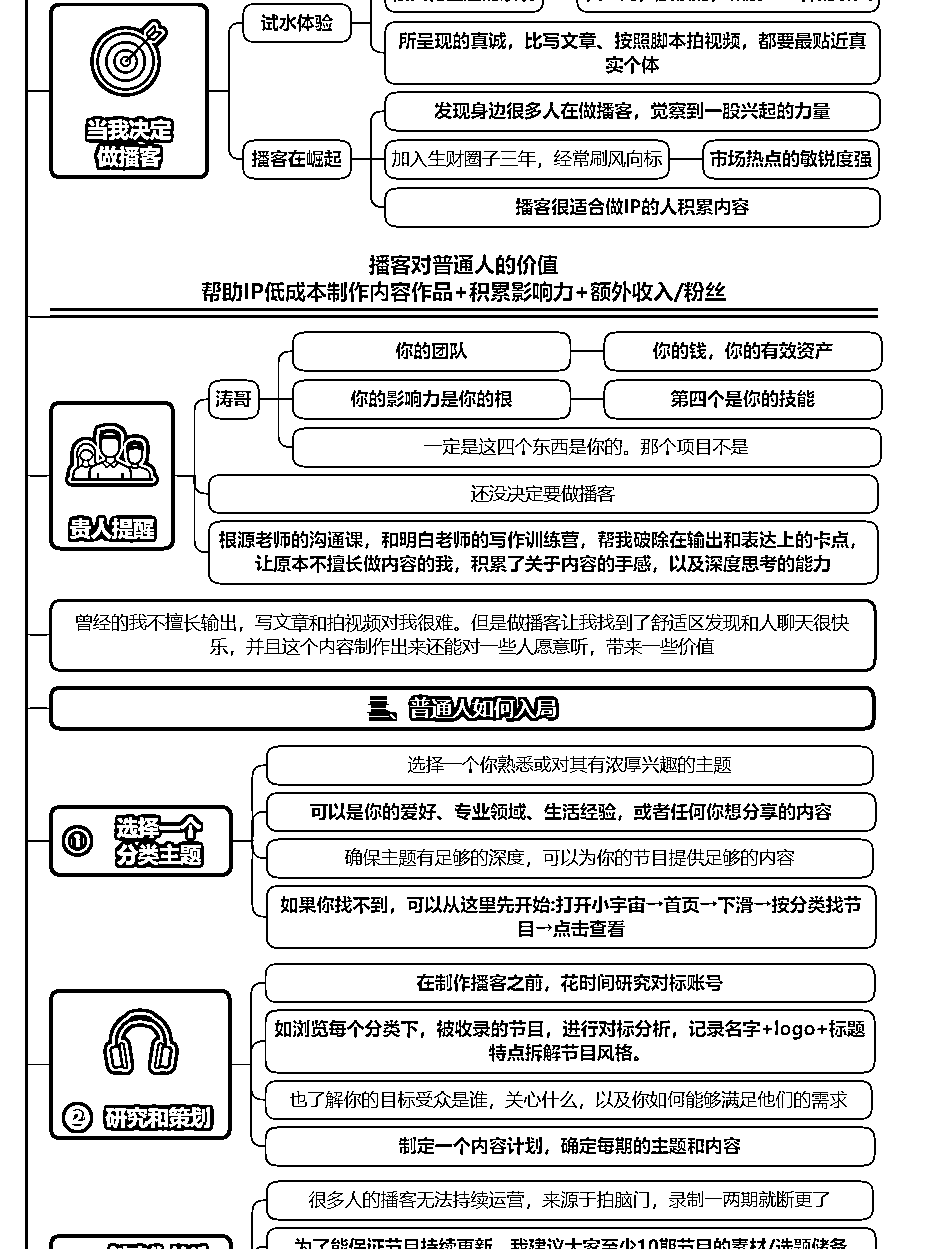 试水体验
所呈现的真诚，比写文章、按照脚本拍视频，都要最贴近真
实个体
当我决定
做播客
播客在崛起
发现身边很多人在做播客，觉察到一股兴起的力量
加入生财圈子三年，经常刷风向标
市场热点的敏锐度强
播客很适合做IP的人积累内容
播客对普通人的价值
帮助IP低成本制作内容作品+积累影响力+额外收入/粉丝
贵人提醒
涛哥
你的团队
你的钱，你的有效资产
你的影响力是你的根
第四个是你的技能
一定是这四个东西是你的。那个项目不是
还没决定要做播客
根源老师的沟通课，和明白老师的写作训练营，帮我破除在输出和表达上的卡点，
让原本不擅长做内容的我，积累了关于内容的手感，以及深度思考的能力
曾经的我不擅长输出，写文章和拍视频对我很难。但是做播客让我找到了舒适区发现和人聊天很快
乐，并且这个内容制作出来还能对一些人愿意听，带来一些价值
普通人如何入局
① 选择一个
分类主题
选择一个你熟悉或对其有浓厚兴趣的主题
可以是你的爱好、专业领域、生活经验，或者任何你想分享的内容
确保主题有足够的深度，可以为你的节目提供足够的内容
如果你找不到，可以从这里先开始:打开小宇宙→首页→下滑→按分类找节
目→点击查看
② 研究和策划
在制作播客之前，花时间研究对标账号
如浏览每个分类下，被收录的节目，进行对标分析，记录名字+logo+标题
特点拆解节目风格。
也了解你的目标受众是谁，关心什么，以及你如何能够满足他们的需求
制定一个内容计划，确定每期的主题和内容
很多人的播客无法持续运营，来源于拍脑门，录制一两期就断更了
为了能保证节目持续更新，我建议大家至少10期节目的素材/选题储备